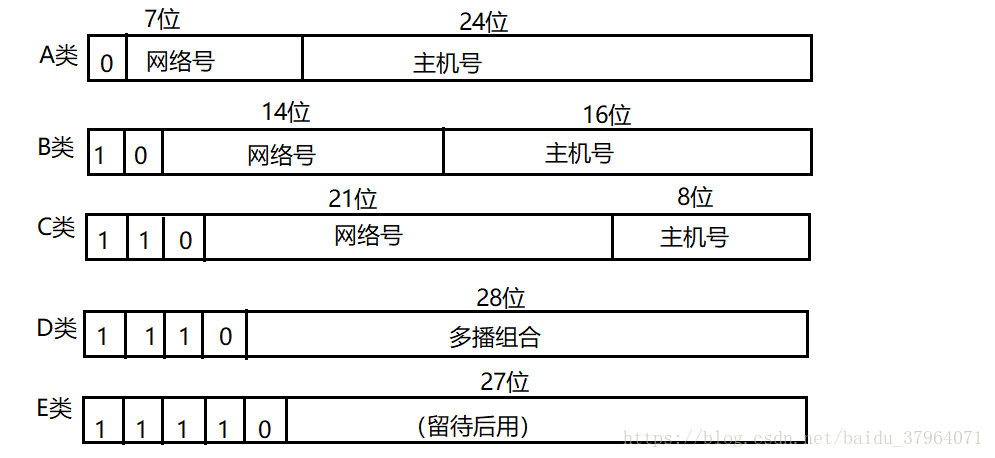 7位 24位
A类 0 网络号 主机号
14位 16位
B类 1 0 网络号 主机号
21位 8位
C类 1 1 0 网络号 主机号
28位
D类 1 1 1 0 多播组合
27位
E类 1 1 1 1 0 (留待后用)
https://blog.csdn.net/baidu_37964071